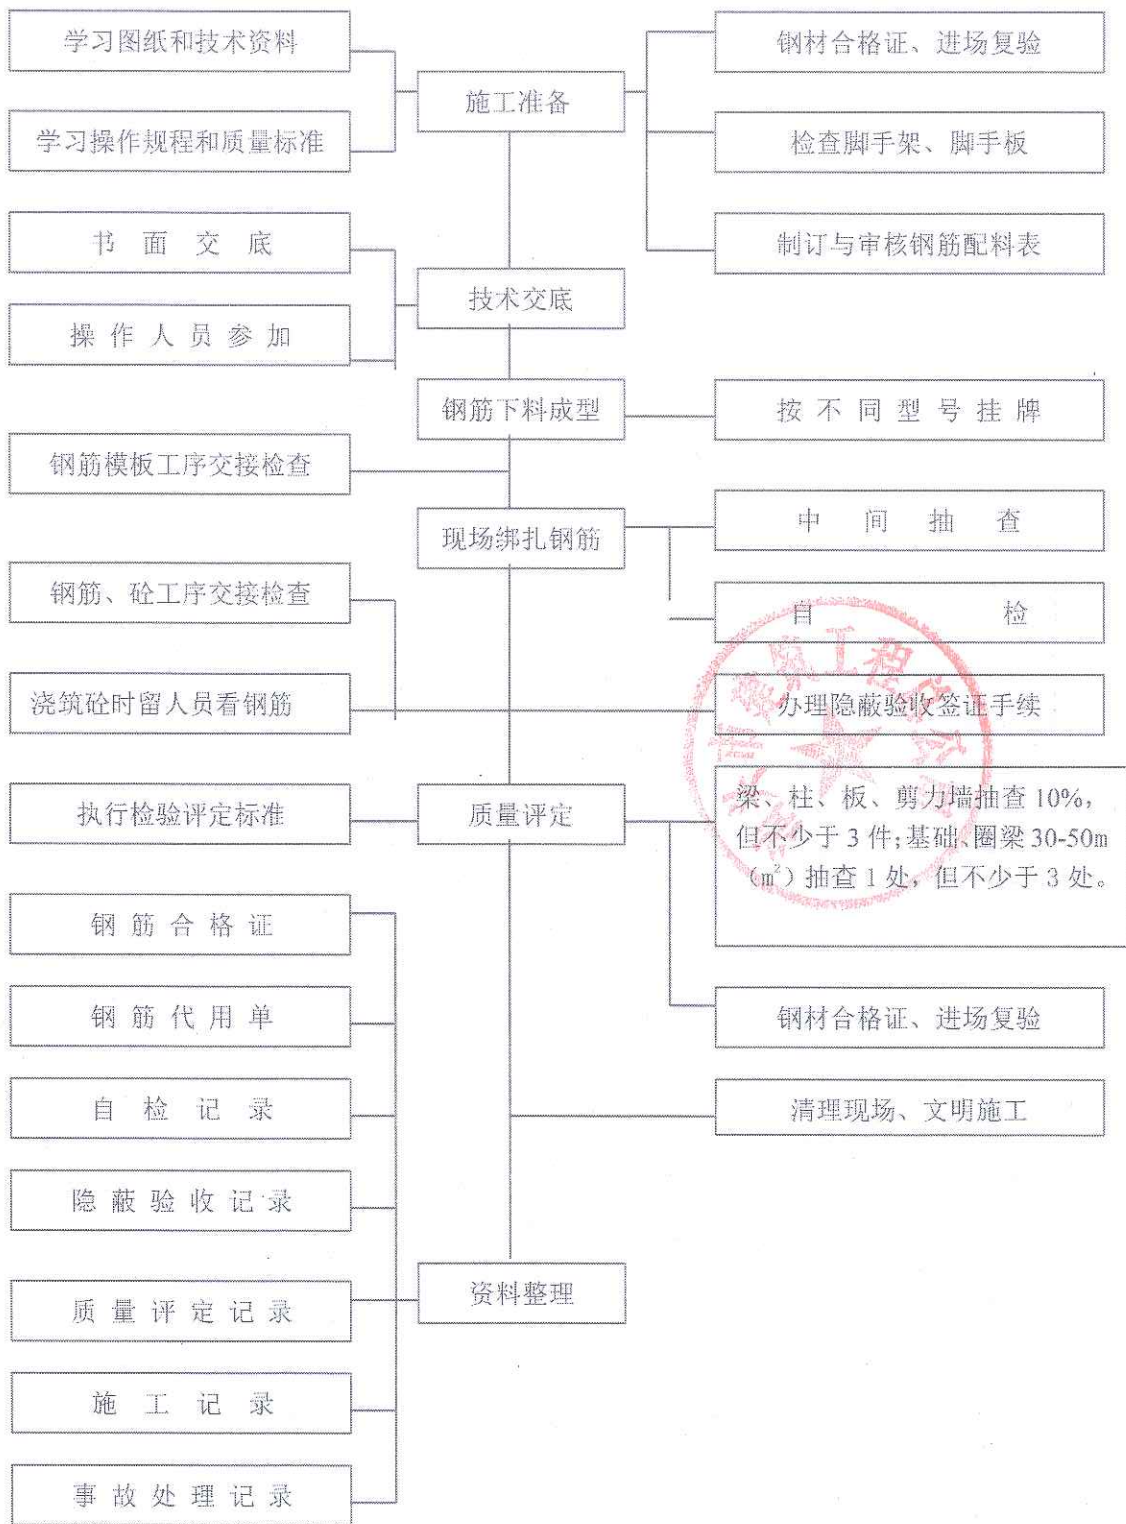 学习图纸和技术资料
钢材合格证、进场复验
施工准备
学习操作规程和质量标准
检查脚手架、脚手板
书面交底
制订与审核钢筋配料表
技术交底
操作人员参加
钢筋下料成型
按不同型号挂牌
钢筋模板工序交接检查
中间抽查
现场绑扎钢筋
钢筋、砼工序交接检查
自检
浇筑砼时留人员看钢筋
办理隐蔽验收签证手续
执行检验评定标准
质量评定
梁、柱、板、剪力墙抽查 10%,
但不少于 3 件;基础、圈梁 30-50m
（m²）抽查 1 处，但不少于 3 处。
钢筋合格证
钢筋代用单
钢材合格证、进场复验
自检记录
清理现场、文明施工
隐蔽验收记录
质量评定记录
资料整理
施工记录
事故处理记录